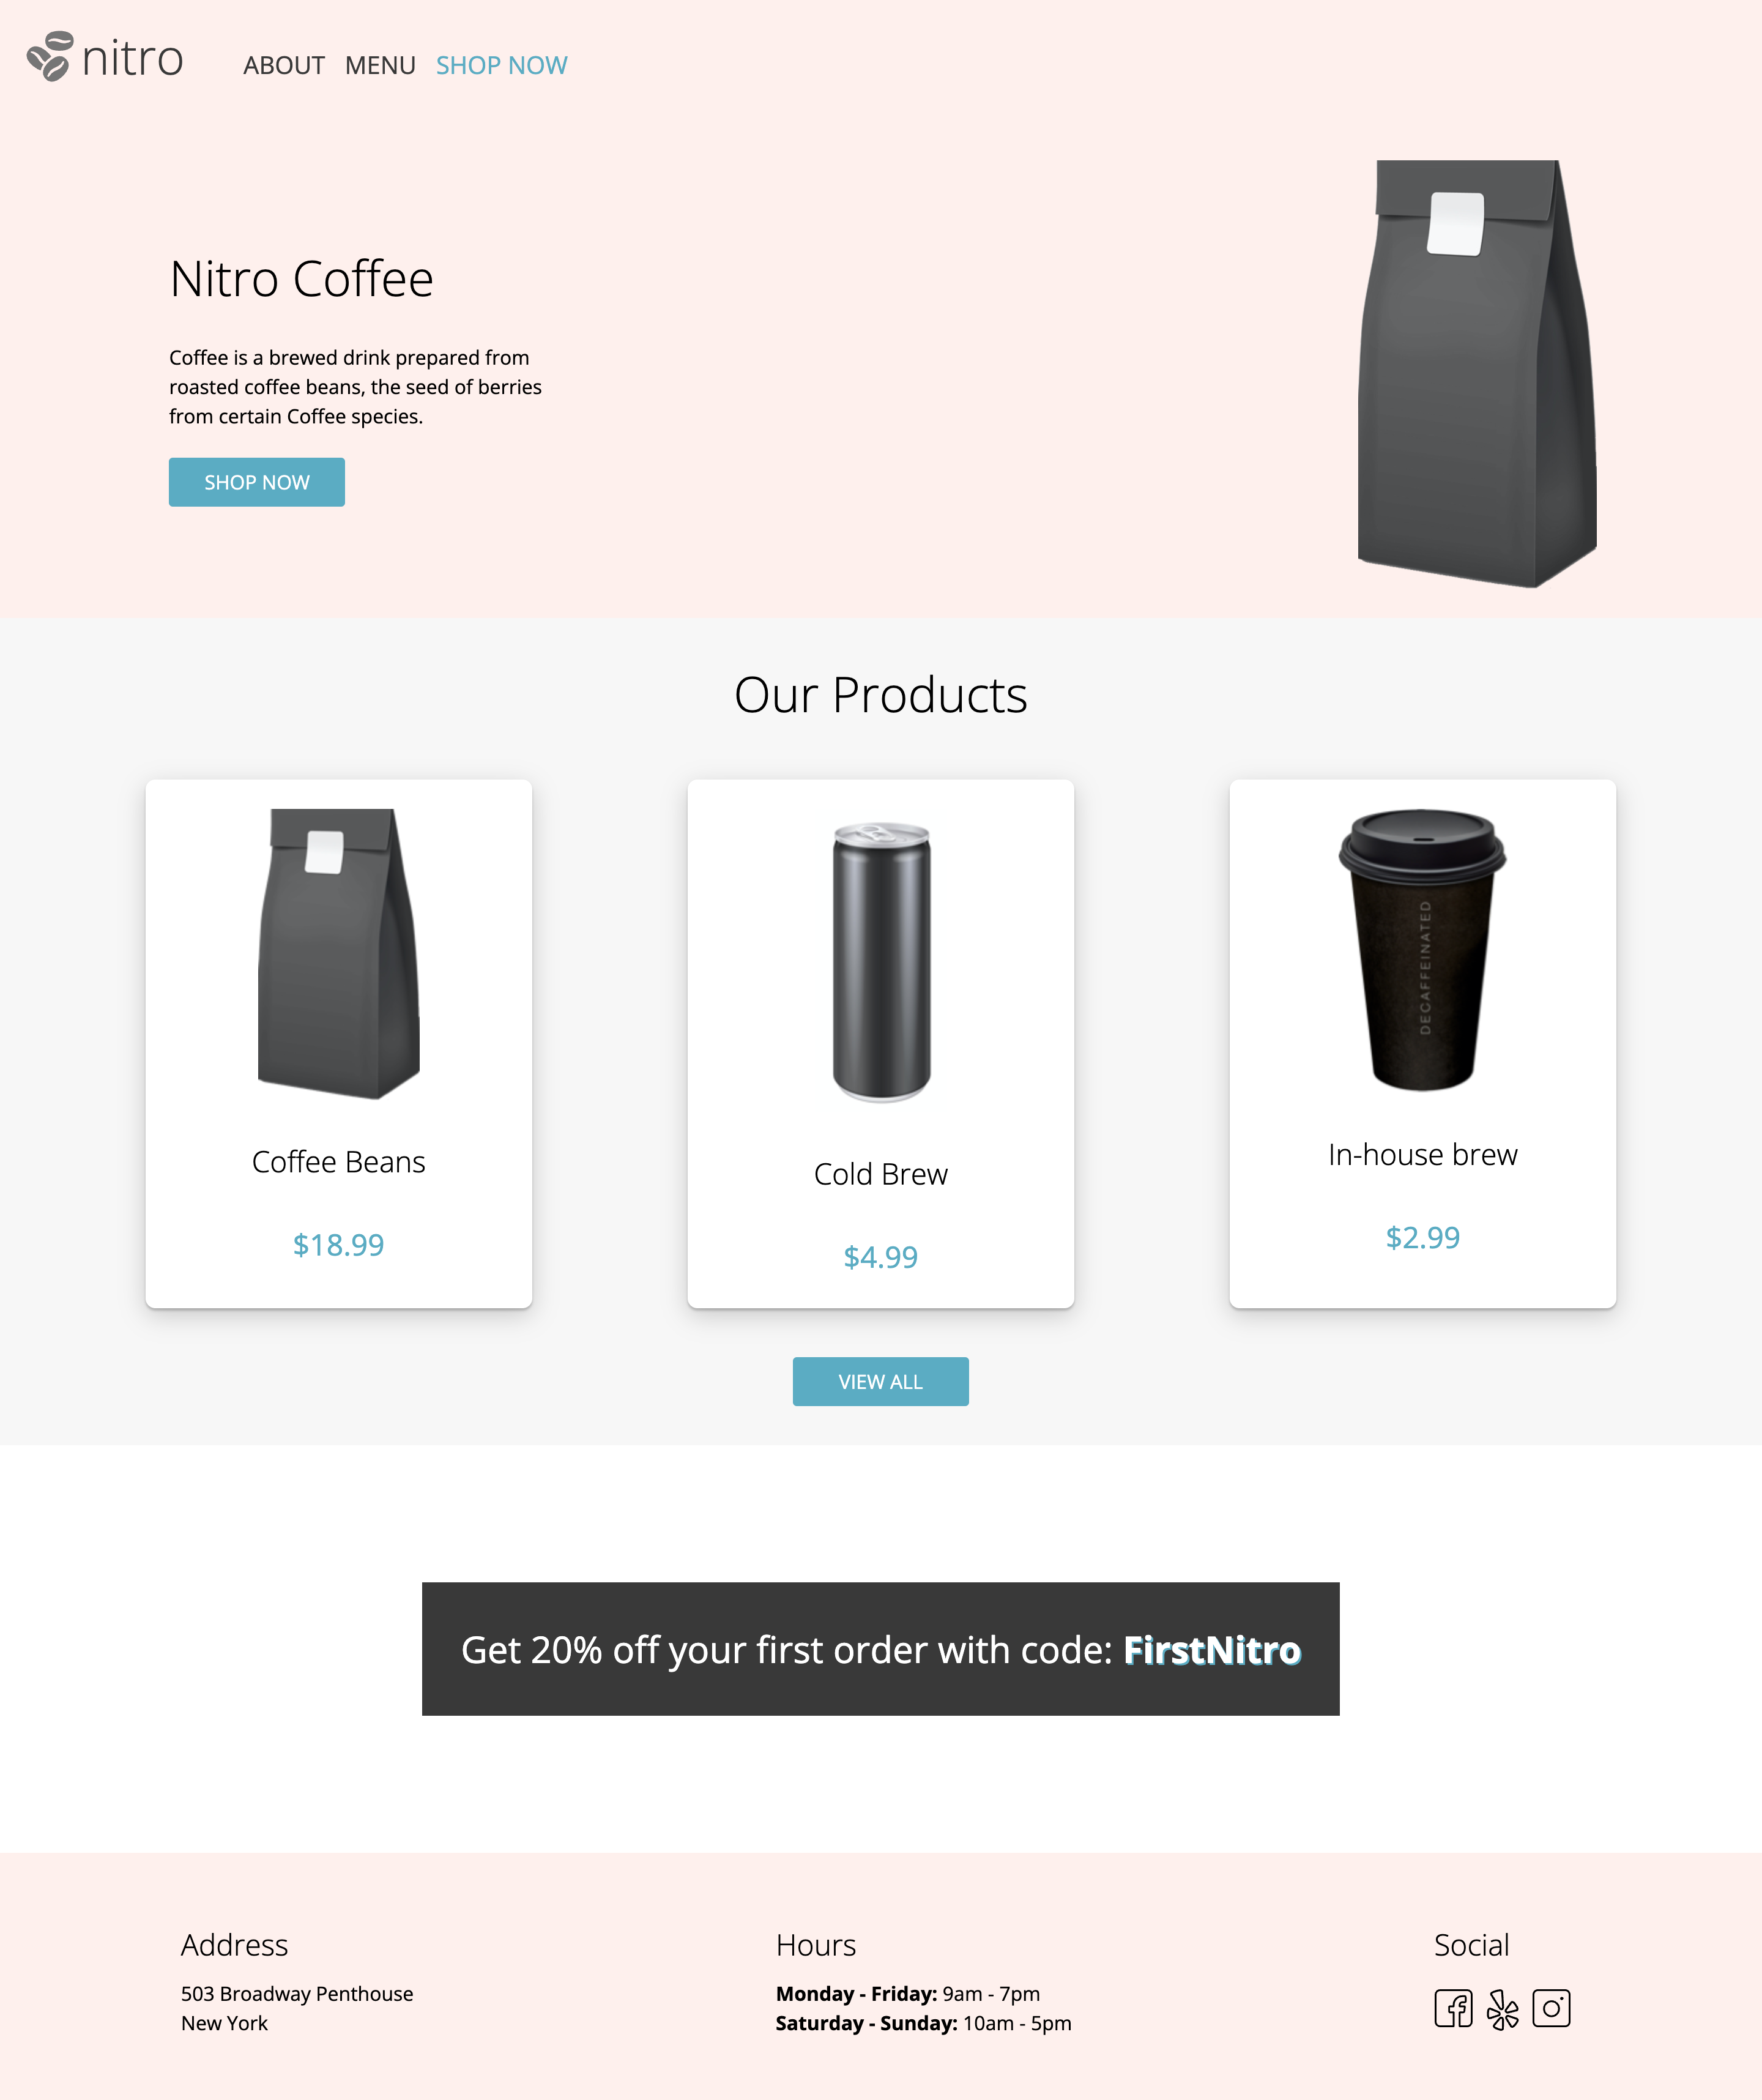 nitro
ABOUT MENU SHOP NOW
Nitro Coffee
Coffee is a brewed drink prepared from
roasted coffee beans, the seed of berries
from certain Coffee species.
SHOP NOW
Our Products
DECAFFEINATED
Coffee Beans
$18.99
Cold Brew
$4.99
In-house brew
$2.99
VIEW ALL
Get 20% off your first order with code: FirstNitro
Address
503 Broadway Penthouse
New York
Hours
Monday - Friday: 9am - 7pm
Saturday - Sunday: 10am - 5pm
Social